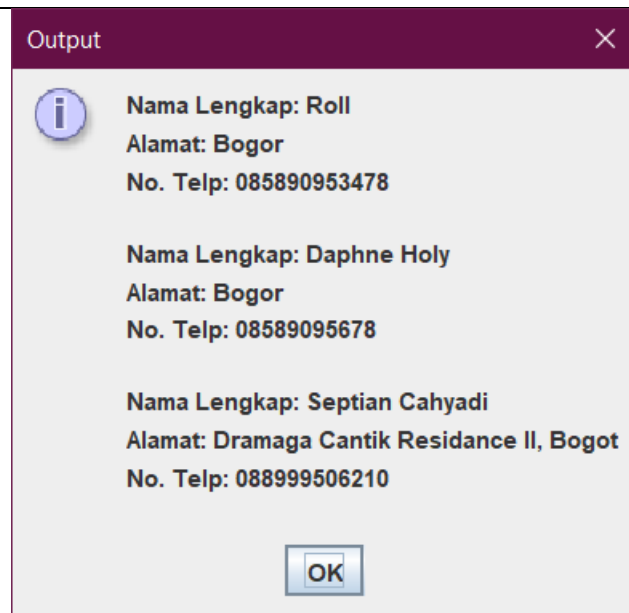 Output
Nama Lengkap: Roll
Alamat: Bogor
No. Telp: 085890953478
Nama Lengkap: Daphne Holy
Alamat: Bogor
No. Telp: 08589095678
Nama Lengkap: Septian Cahyadi
Alamat: Dramaga Cantik Residance II, Bogot
No. Telp: 088999506210
OK